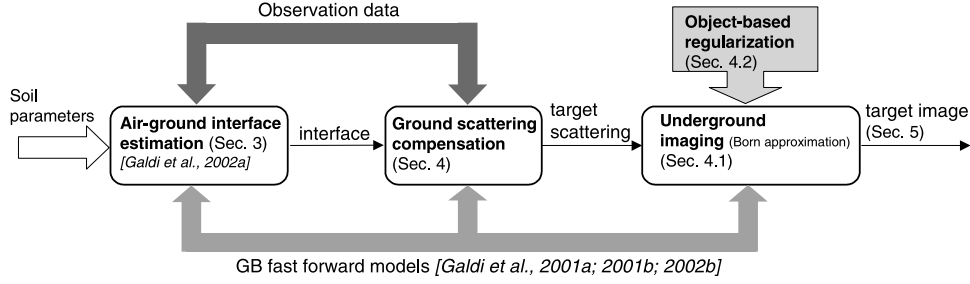 Observation data
Object-based
regularization
(Sec. 4.2)
Soil
parameters
Air-ground interface
estimation (Sec. 3)
[Galdi et al., 2002a]
interface
Ground scattering
compensation
(Sec. 4)
target
scattering
Underground
imaging (Born approximation)
(Sec. 4.1)
target image
(Sec. 5)
GB fast forward models [Galdi et al., 2001a; 2001b; 2002b]